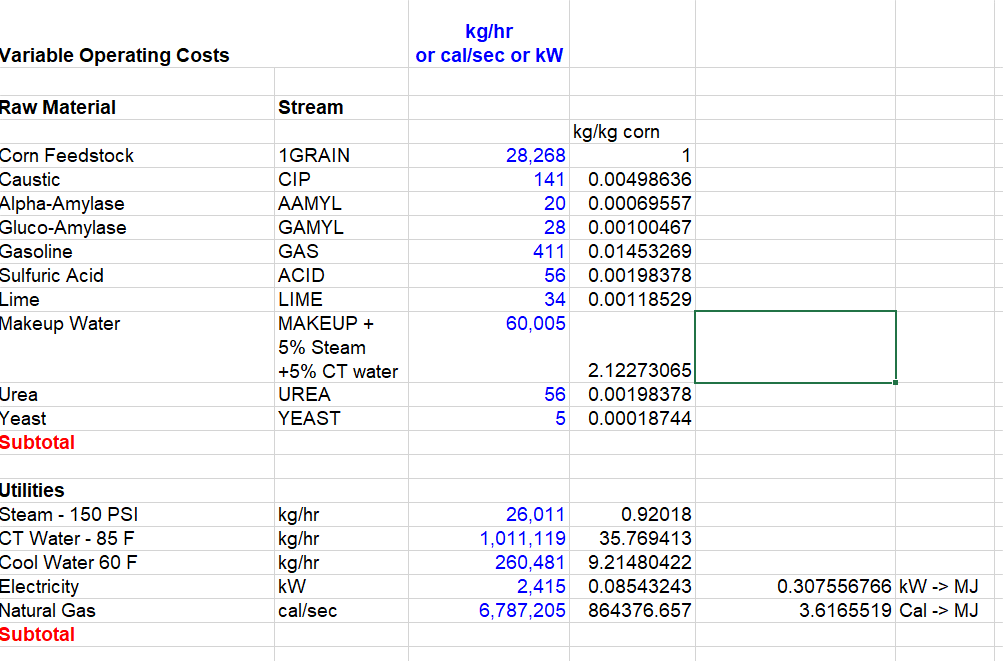 kg/hr
Variable Operating Costs or cal/sec or kW
Raw Material Stream
kg/kg corn
Corn Feedstock 1GRAIN 28,268 1
Caustic CIP 141 0.00498636
Alpha-Amylase AAMYL 20 0.00069557
Gluco-Amylase GAMYL 28 0.00100467
Gasoline GAS 411 0.01453269
Sulfuric Acid ACID 56 0.00198378
Lime LIME 34 0.00118529
Makeup Water MAKEUP + 60,005
5% Steam
+5% CT water 2.12273065
Urea UREA 56 0.00198378
Yeast YEAST 5 0.00018744
Subtotal
Utilities
Steam - 150 PSI kg/hr 26,011 0.92018
CT Water - 85 F kg/hr 1,011,119 35.769413
Cool Water 60 F kg/hr 260,481 9.21480422
Electricity kW 2,415 0.08543243 0.307556766 kW -> MJ
Natural Gas cal/sec 6,787,205 864376.657 3.6165519 Cal -> MJ
Subtotal